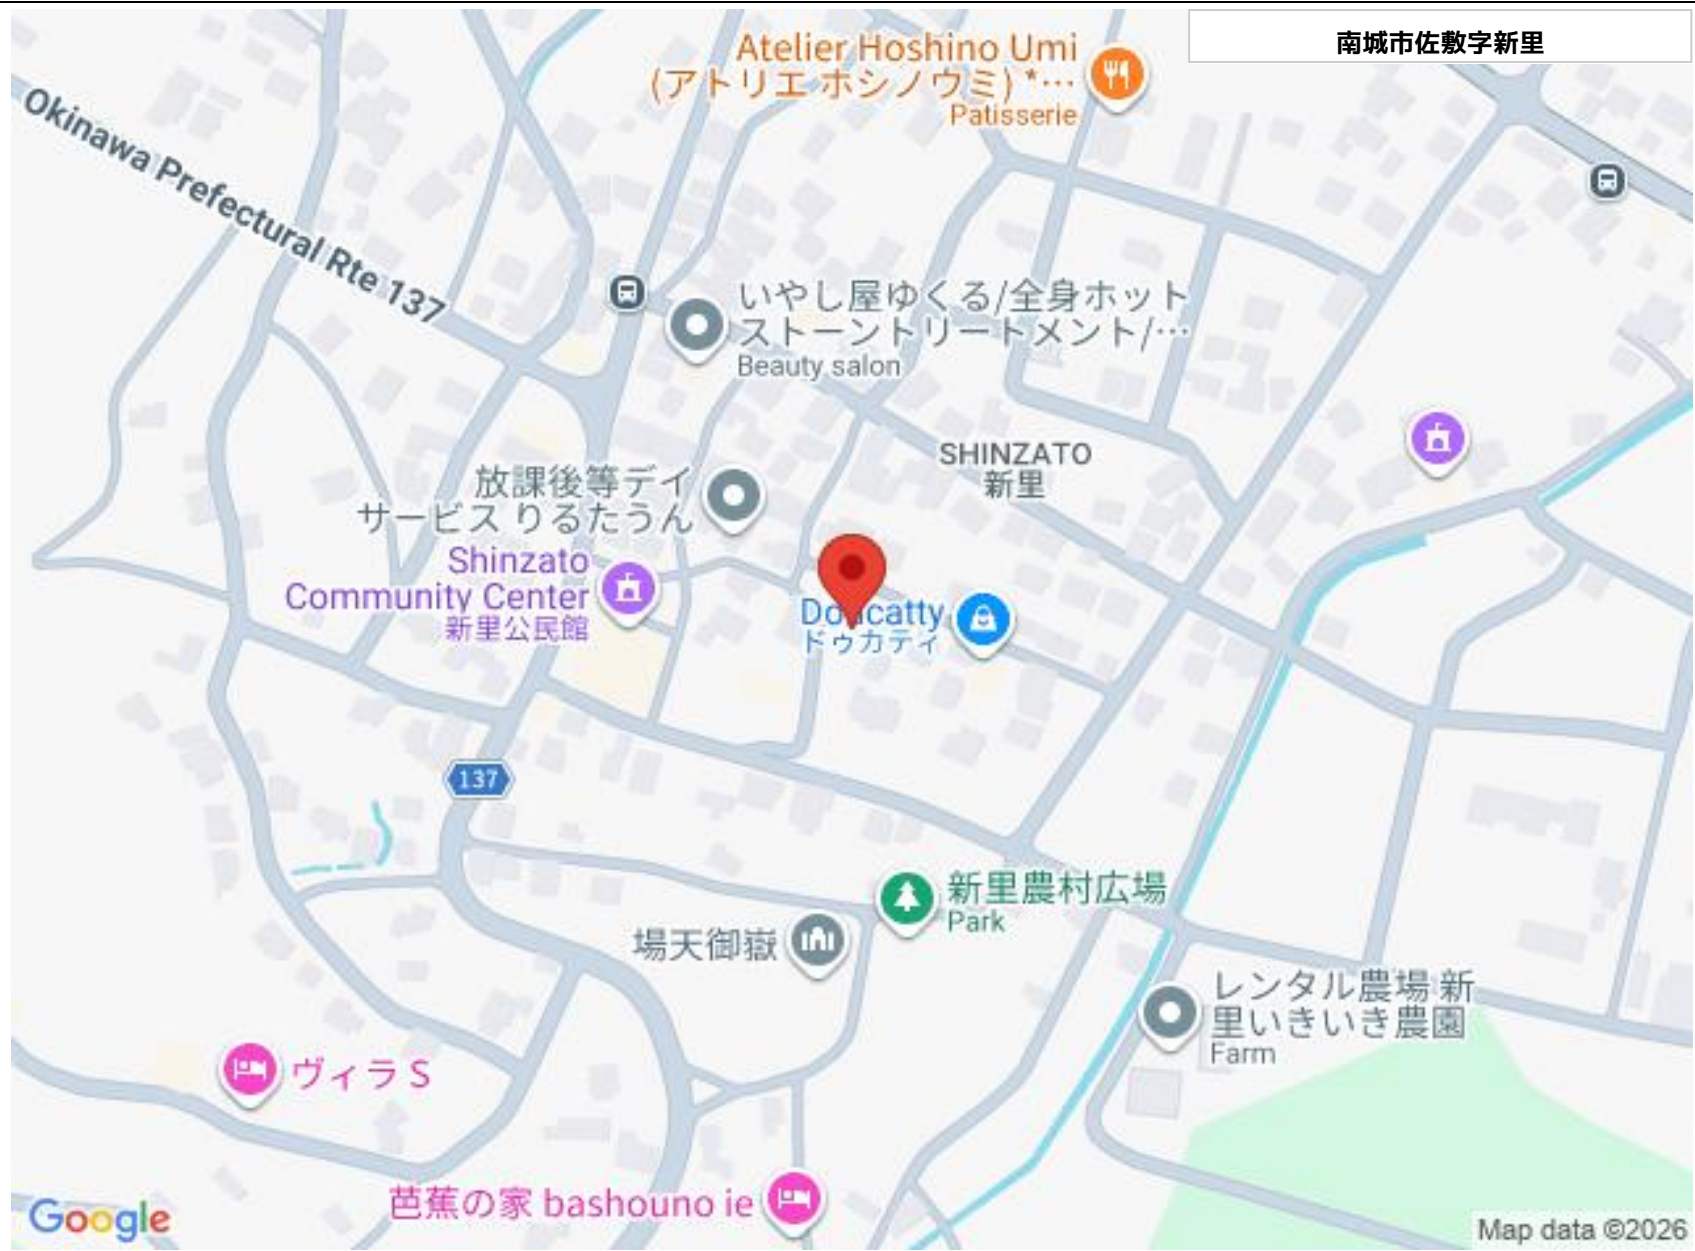 南城市佐敷字新里
Atelier Hoshino Umi
(アトリエ ホシノウミ) *…
Patisserie
Okinawa Prefectural Rte 137
いやし屋ゆくる/全身ホット
ストーントリートメント/…
Beauty salon
SHINZATO
新里
放課後等デイ
サービス りるたうん
Shinzato
Community Center
新里公民館
Doucatty
ドゥカティ
137
新里農村広場
Park
場天御嶽
レンタル農場 新
里いきいき農園
Farm
ヴィラ S
芭蕉の家 bashouno ie
Google
Map data ©2026